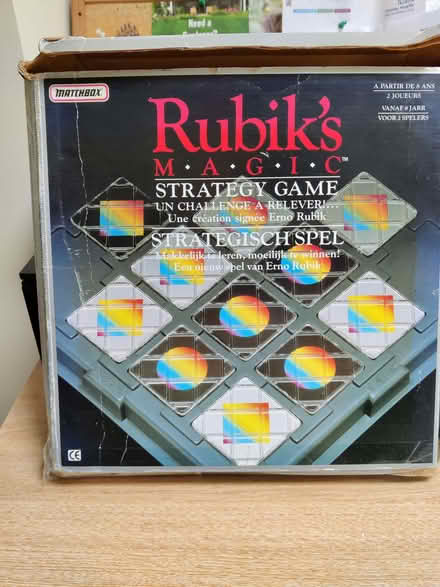 Need a
MATCHBOX
A PARTIR DE 8 ANS
2 JOUEURS
VANAF 8 JAAR
VOOR 2 SPELERS
Rubik's
M·A·G·I·C™
STRATEGY GAME
UN CHALLENGE A RELEVER!...
Une création signée Erno Rubik
STRATEGISCH SPEL
Makkelijk te leren, moeilijk te winnen!
Een nieuw spel van Erno Rubik
CE